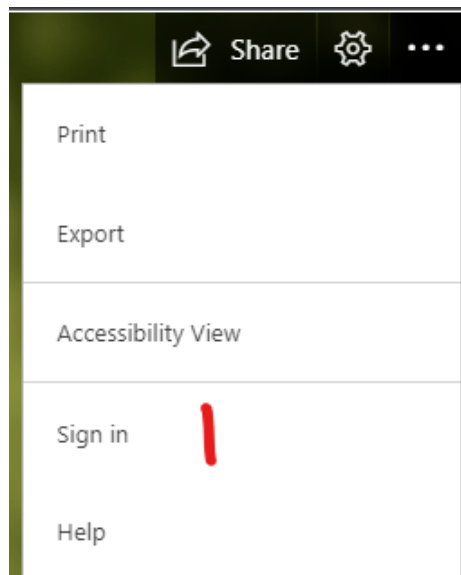 Share
Print
Export
Accessibility View
Sign in
Help